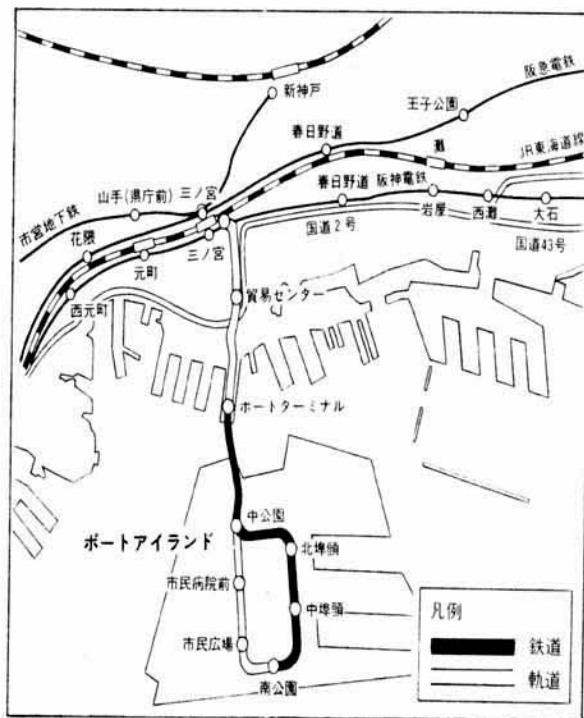 新神戸
阪急電鉄
王子公園
春日野道
灘
JR東海道線
山手(県庁前)
三ノ宮
市営地下鉄
花隈
春日野道
阪神電鉄
岩屋
西灘
大石
国道2号
国道43号
元町
三ノ宮
西元町
貿易センター
ポートターミナル
中公園
ポートアイランド
北埠頭
市民病院前
中埠頭
市民広場
南公園
凡例
鉄道
軌道